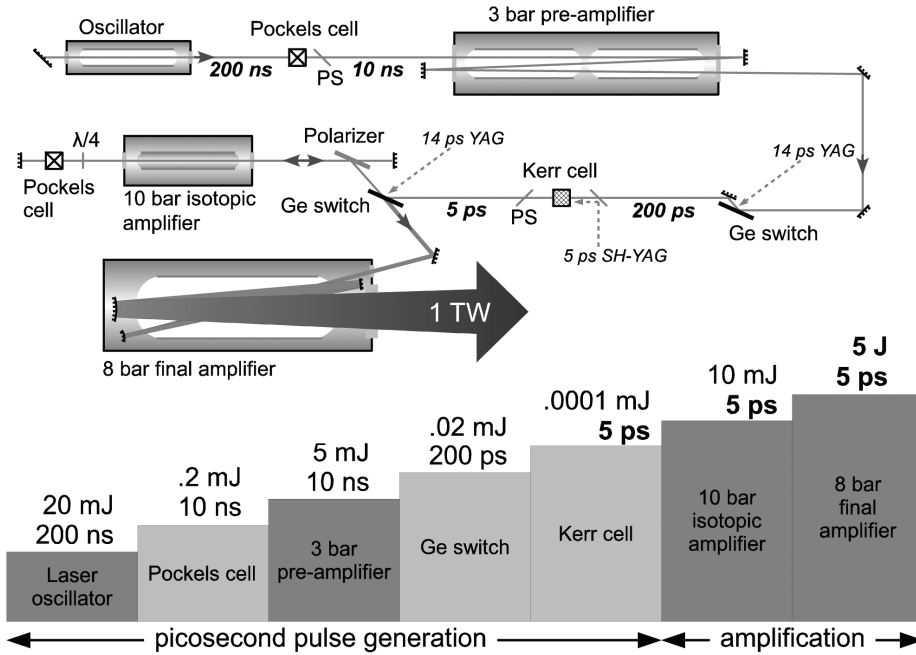 3 bar pre-amplifier
Oscillator
Pockels cell
200 ns
PS
10 ns
λ/4
Polarizer
14 ps YAG
Kerr cell
14 ps YAG
Pockels
cell
10 bar isotopic
amplifier
Ge switch
5 ps
PS
200 ps
Ge switch
5 ps SH-YAG
1 TW
8 bar final amplifier
20 mJ
200 ns
Laser
oscillator
.2 mJ
10 ns
Pockels cell
5 mJ
10 ns
3 bar
pre-amplifier
.02 mJ
200 ps
Ge switch
.0001 mJ
5 ps
Kerr cell
10 mJ
5 ps
10 bar
isotopic
amplifier
5 J
5 ps
8 bar
final
amplifier
picosecond pulse generation
amplification